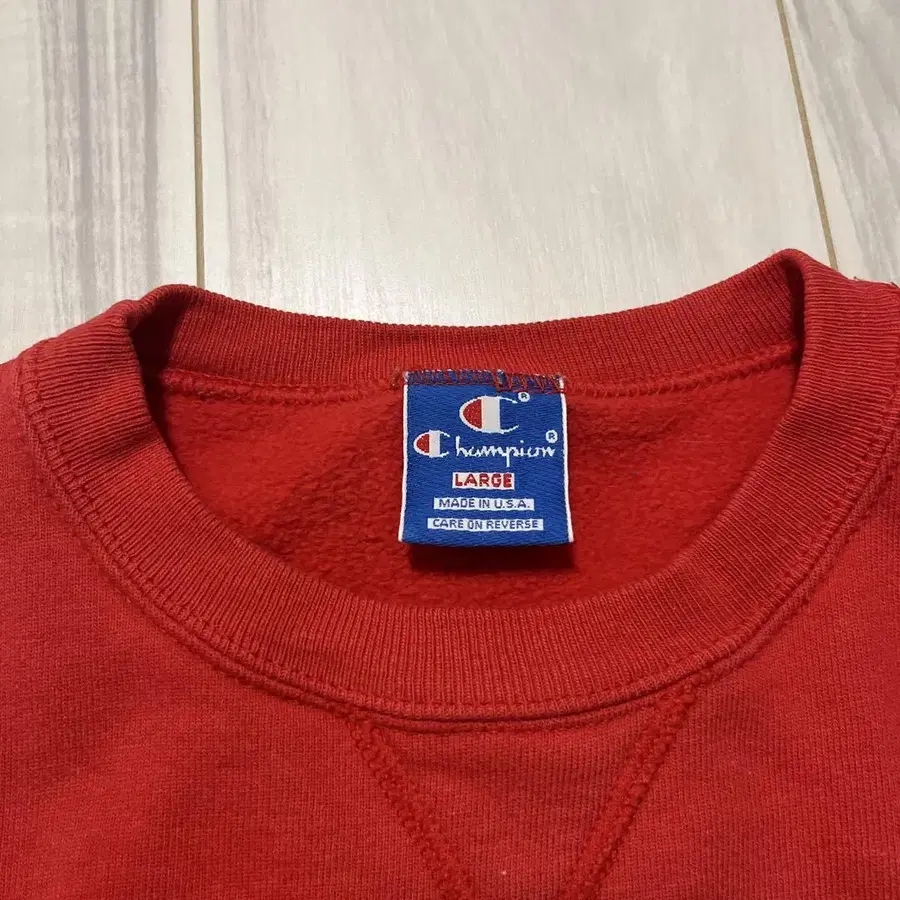 ®
Champion®
LARGE
MADE IN U.S.A.
CARE ON REVERSE